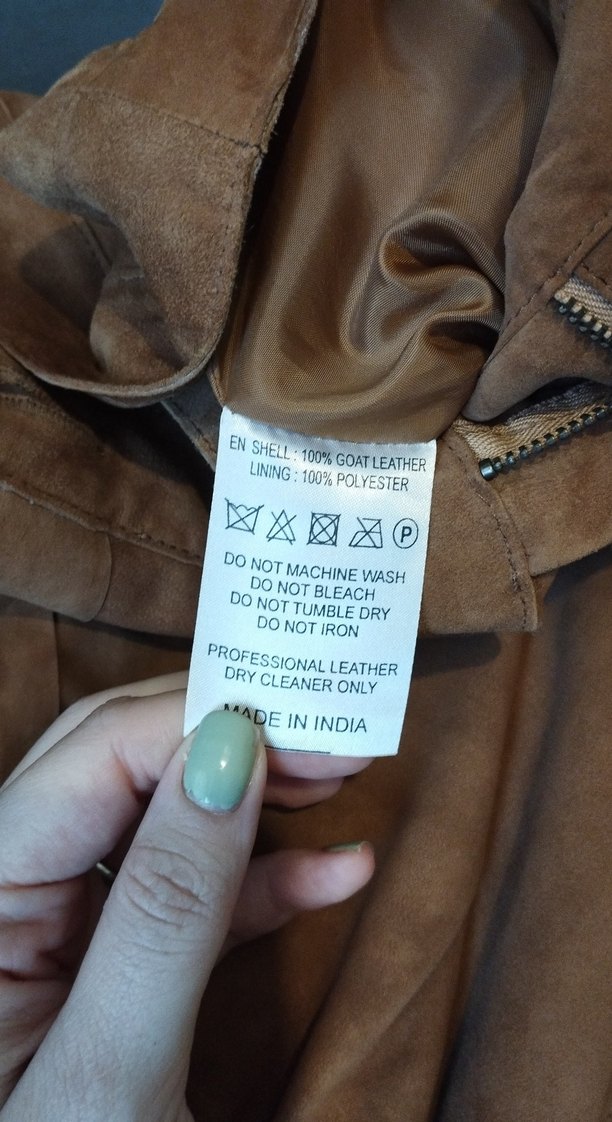 EN SHELL : 100% GOAT LEATHER
LINING : 100% POLYESTER
P
DO NOT MACHINE WASH
DO NOT BLEACH
DO NOT TUMBLE DRY
DO NOT IRON
PROFESSIONAL LEATHER
DRY CLEANER ONLY
MADE IN INDIA